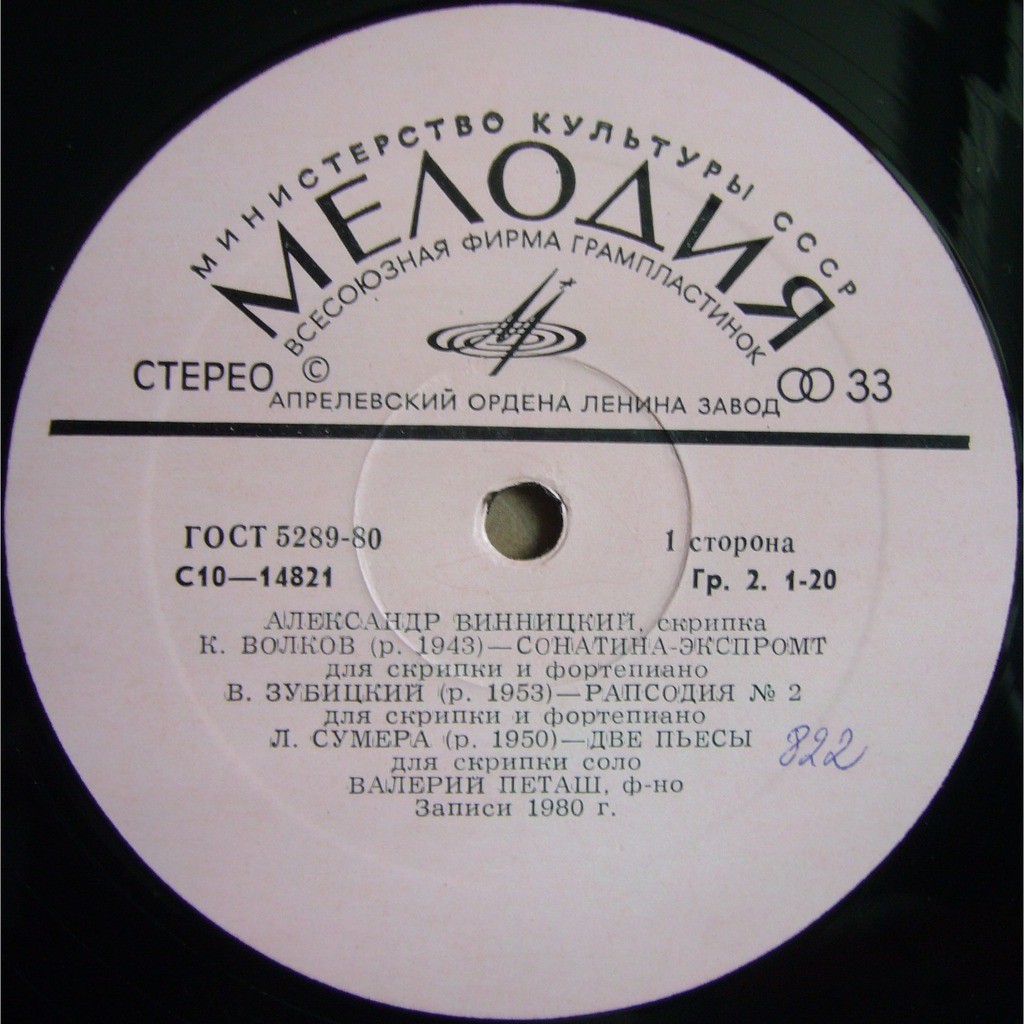 МИНИСТЕРСТВО КУЛЬТУРЫ СССР
МЕЛОДИЯ
ВСЕСОЮЗНАЯ ФИРМА ГРАМПЛАСТИНОК
СТЕРЕО © 33
АПРЕЛЕВСКИЙ ОРДЕНА ЛЕНИНА ЗАВОД
ГОСТ 5289-80 1 сторона
С10—14821 Гр. 2. 1-20
АЛЕКСАНДР ВИННИЦКИЙ, скрипка
К. ВОЛКОВ (р. 1943)—СОНАТИНА-ЭКСПРОМТ
для скрипки и фортепиано
В. ЗУБИЦКИЙ (р. 1953)—РАПСОДИЯ № 2
для скрипки и фортепиано
Л. СУМЕРА (р. 1950)—ДВЕ ПЬЕСЫ
822
для скрипки соло
ВАЛЕРИЙ ПЕТАШ, ф-но
Записи 1980 г.